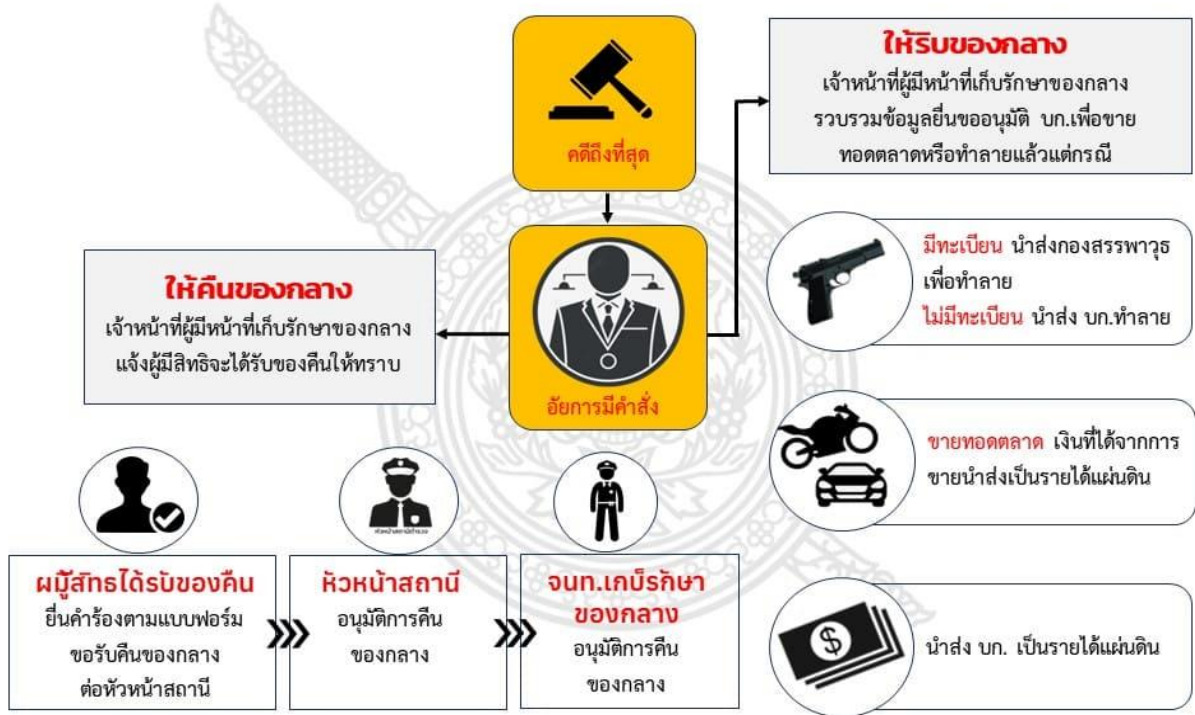 คดีถึงที่สุด
อัยการมีคำสั่ง
ให้ริบของกลาง
เจ้าหน้าที่ผู้มีหน้าที่เก็บรักษาของกลาง
รวบรวมข้อมูลยื่นขออนุมัติ บก.เพื่อขาย
ทอดตลาดหรือทำลายแล้วแต่กรณี
มีทะเบียน นำส่งกองสรรพาวุธ
เพื่อทำลาย
ไม่มีทะเบียน นำส่ง บก.ทำลาย
ขายทอดตลาด เงินที่ได้จากการ
ขายนำส่งเป็นรายได้แผ่นดิน
นำส่ง บก. เป็นรายได้แผ่นดิน
ให้คืนของกลาง
เจ้าหน้าที่ผู้มีหน้าที่เก็บรักษาของกลาง
แจ้งผู้มีสิทธิจะได้รับของคืนให้ทราบ
ผู้มีสิทธได้รับของคืน
ยื่นคำร้องตามแบบฟอร์ม
ขอรับคืนของกลาง
ต่อหัวหน้าสถานี
หัวหน้าสถานีตำรวจ
หัวหน้าสถานี
อนุมัติการคืน
ของกลาง
จนท.เก็บรักษา
ของกลาง
อนุมัติการคืน
ของกลาง